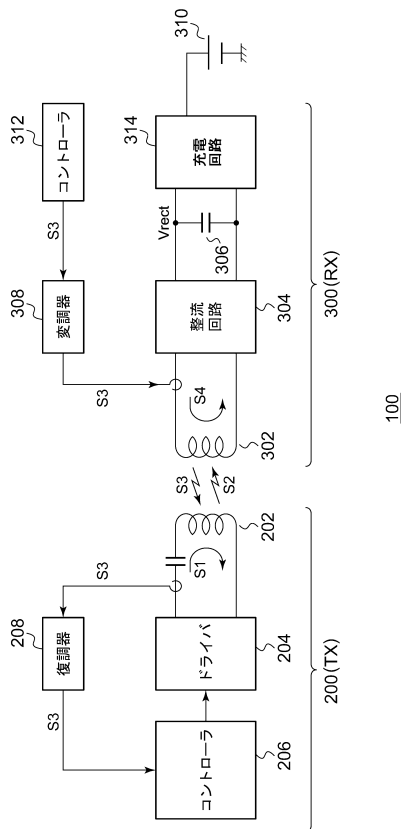 S3
208
復調器
S3
コントローラ
206
ドライバ
204
S1
202
S3
S2
302
200(TX)
312
コントローラ
S3
308
変調器
S3
S4
整流
回路
304
Vrect
306
314
充電
回路
310
300(RX)
100